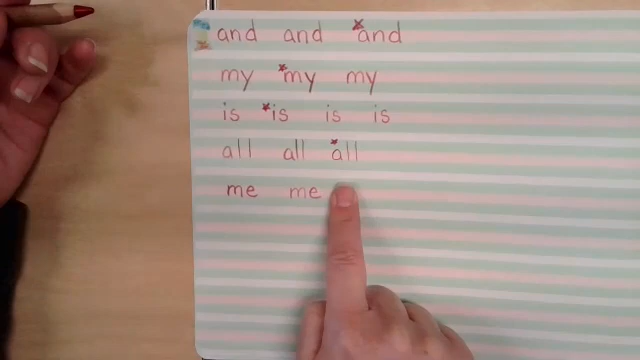 and and and
my my my
is is is is
all all all
me me